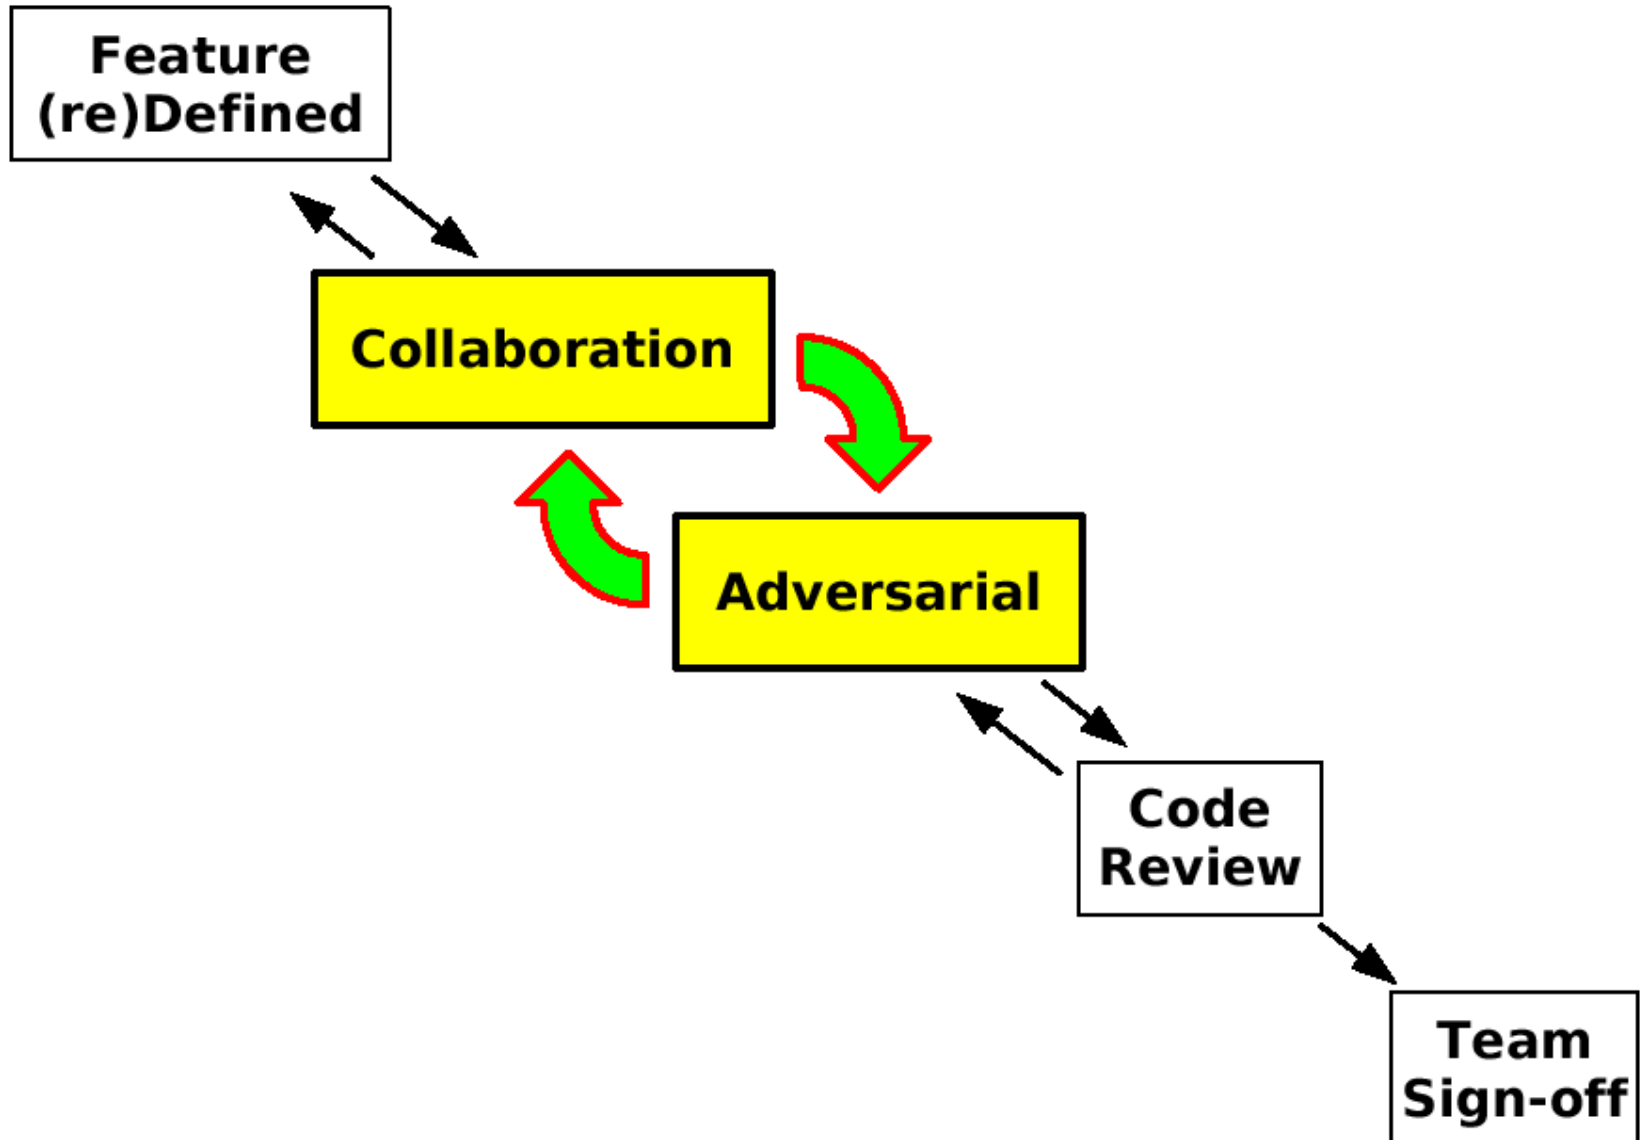 Feature
(re)Defined
Collaboration
Adversarial
Code
Review
Team
Sign-off